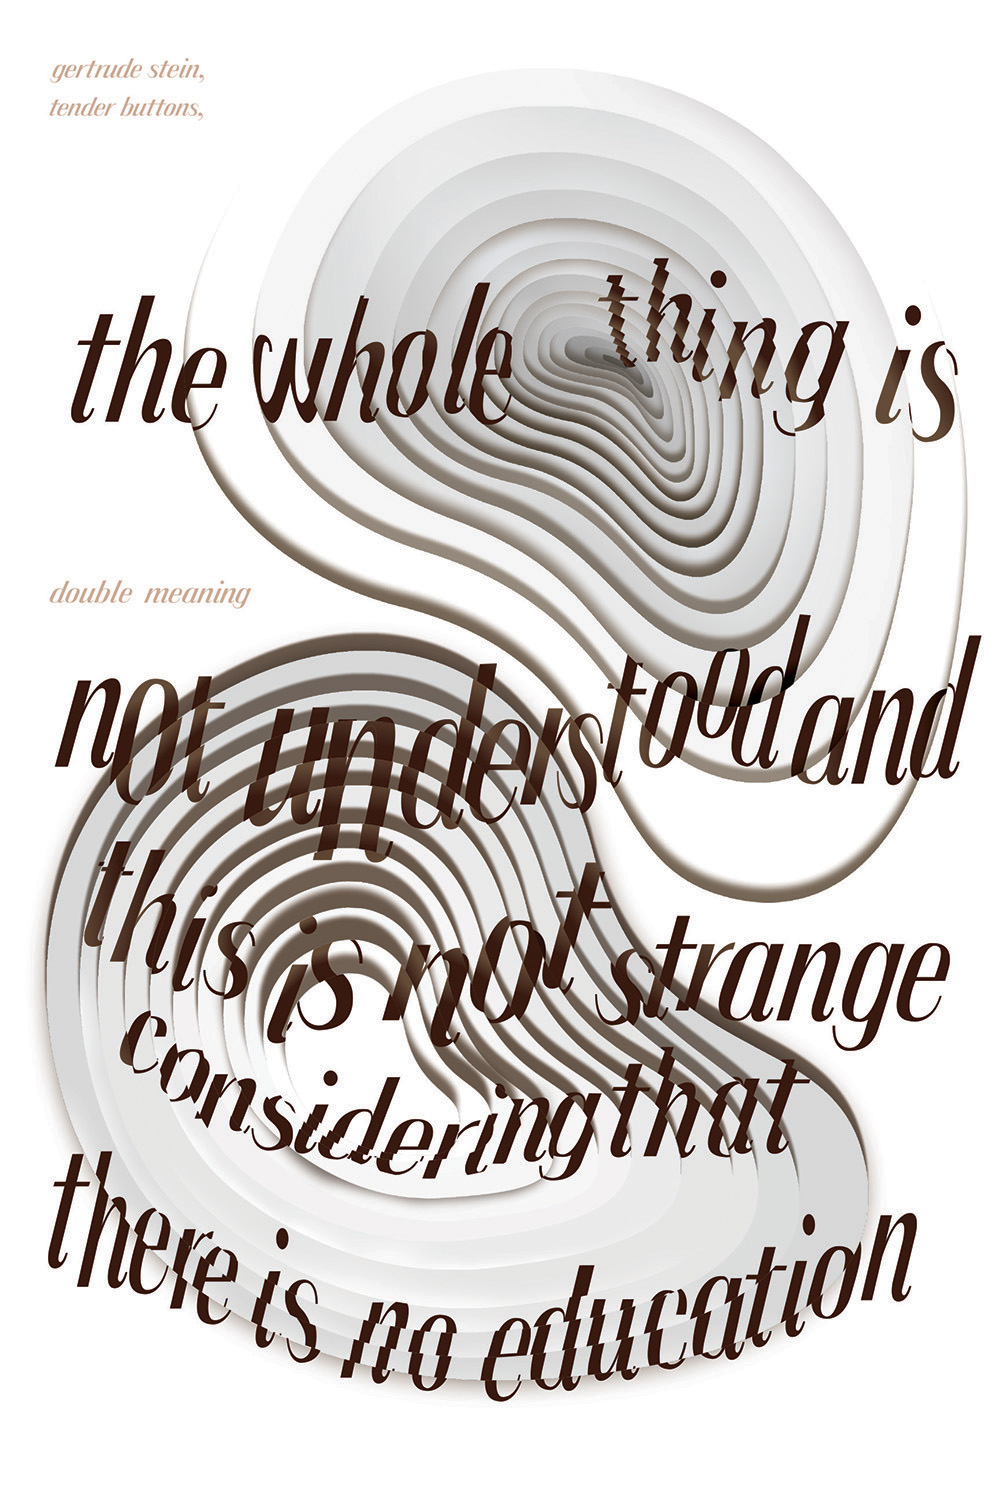 gertrude stein,
tender buttons,
the whole thing is
double meaning
not understood and
this is not strange
considering that
there is no education